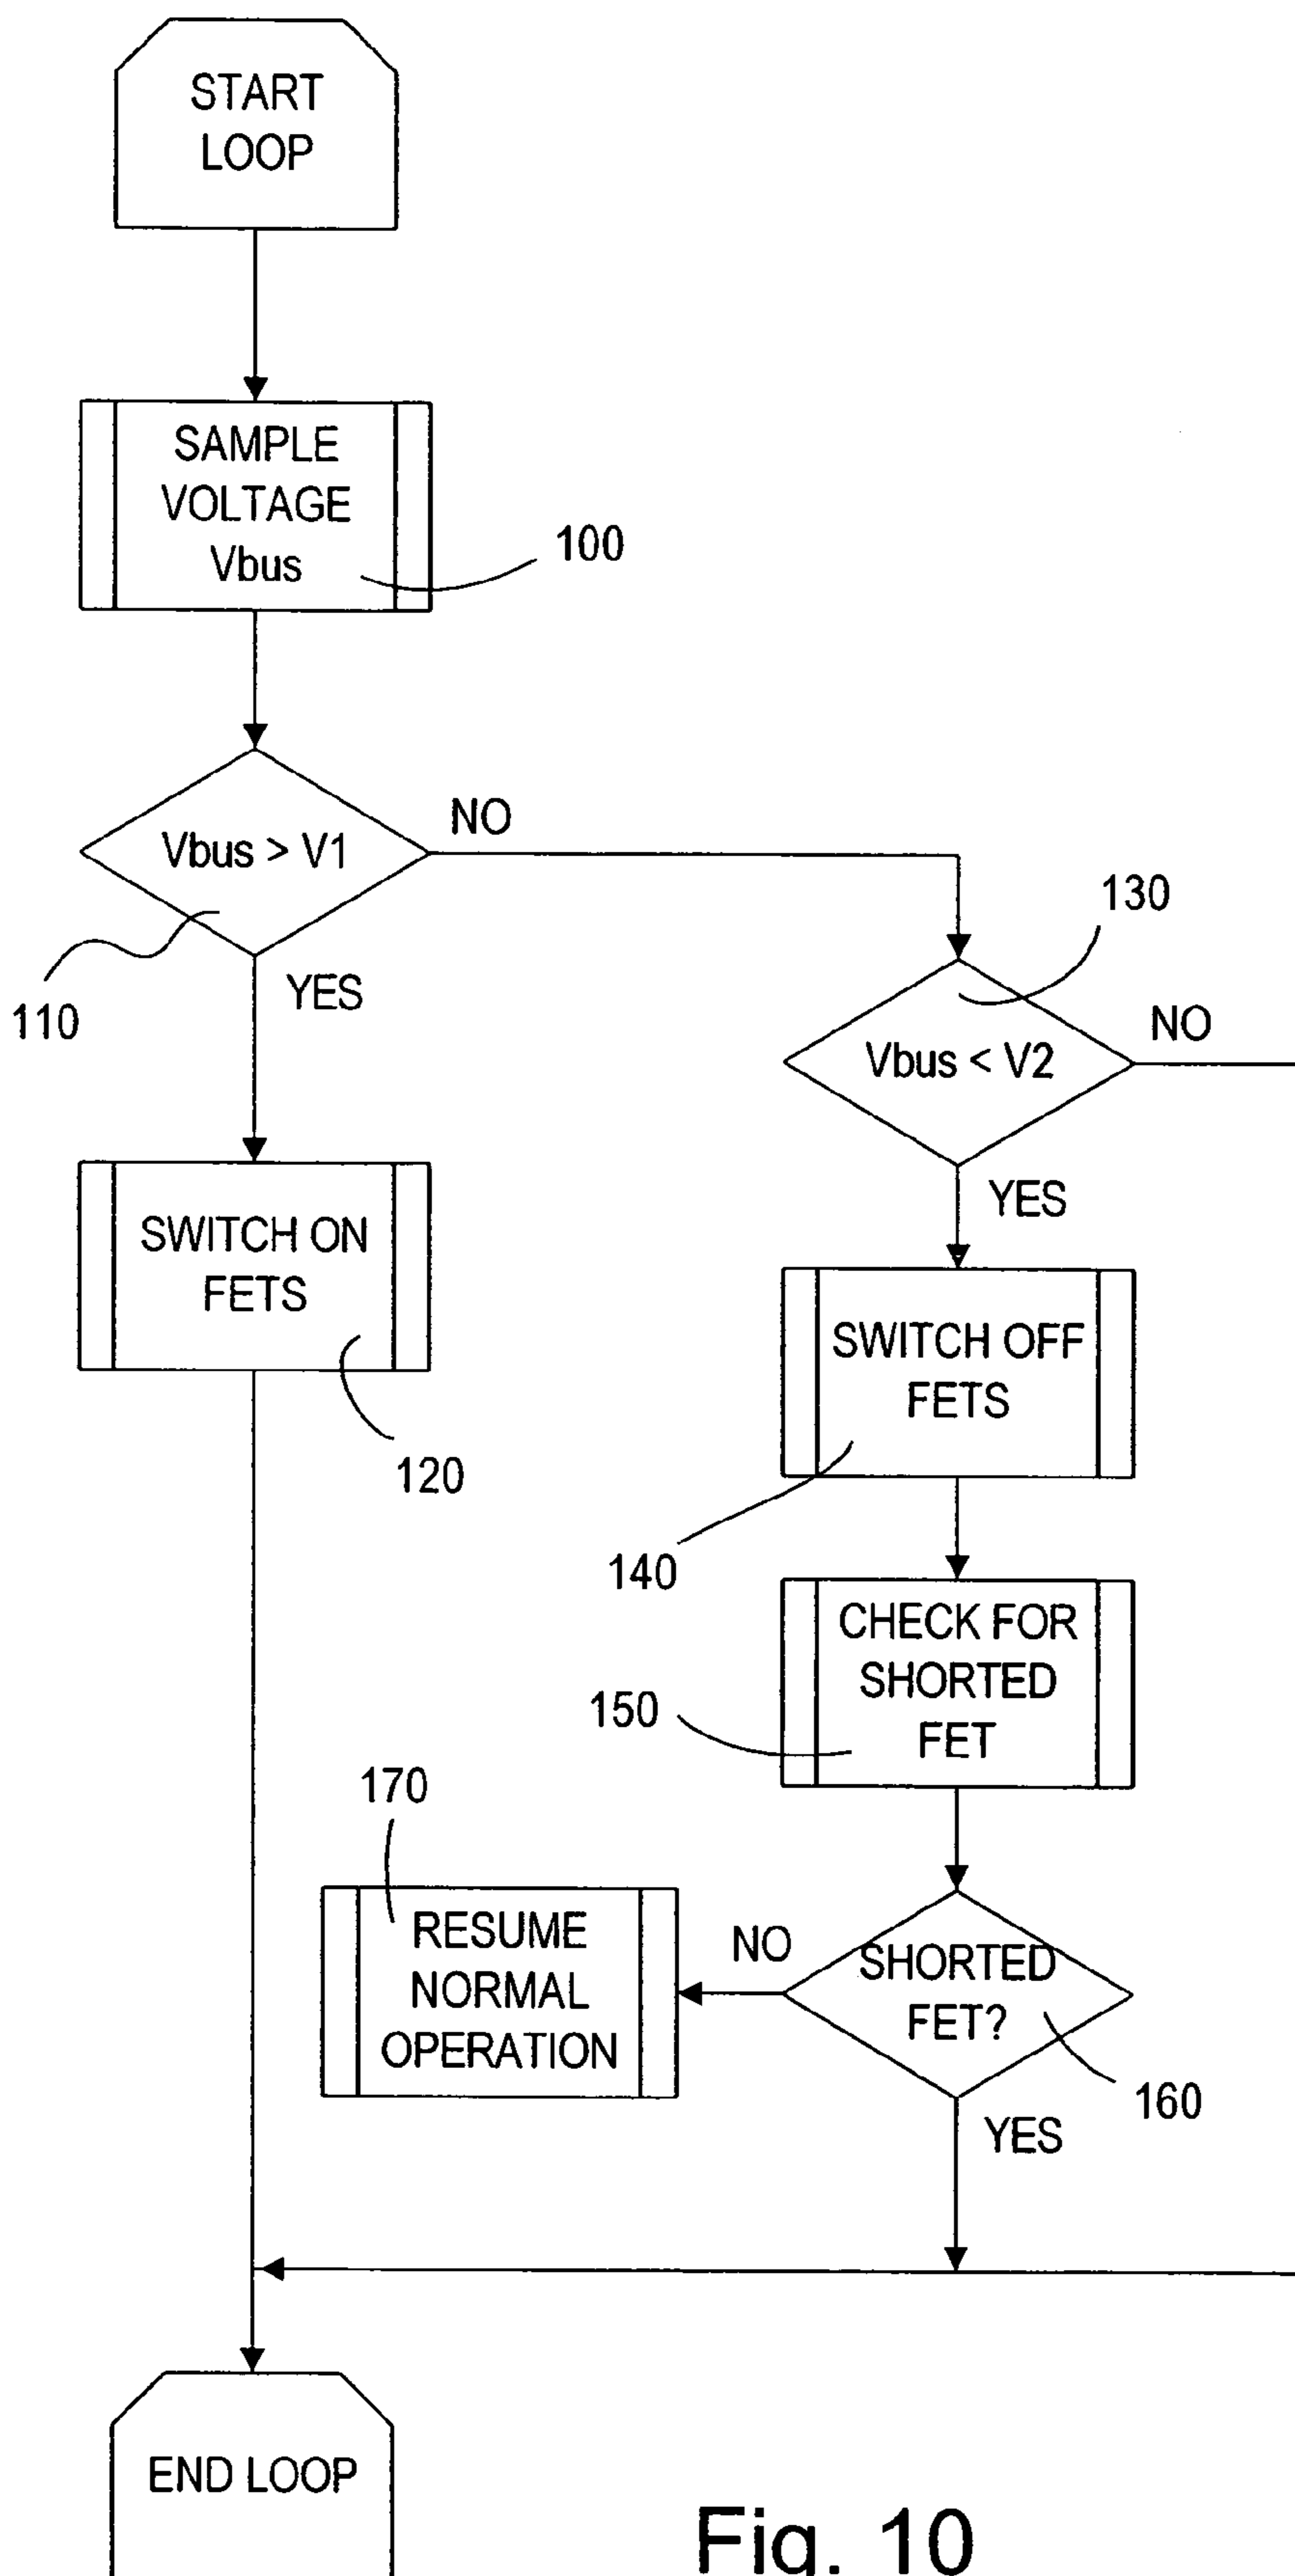 START
LOOP
SAMPLE
VOLTAGE
Vbus
100
Vbus > V1
NO
110
YES
130
Vbus < V2
NO
YES
SWITCH ON
FETS
120
SWITCH OFF
FETS
140
CHECK FOR
SHORTED
FET
150
170
RESUME
NORMAL
OPERATION
NO
SHORTED
FET?
160
YES
END LOOP
Fig. 10